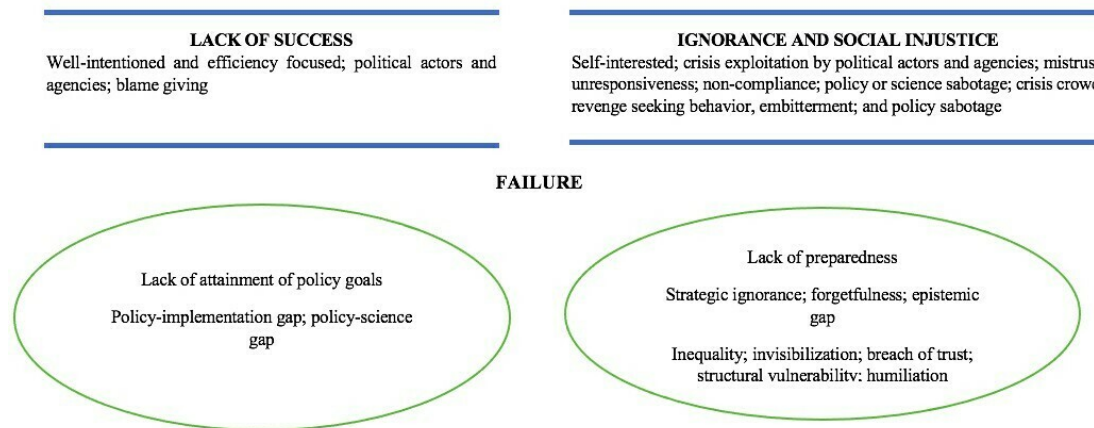 LACK OF SUCCESS
Well-intentioned and efficiency focused; political actors and
agencies; blame giving
IGNORANCE AND SOCIAL INJUSTICE
Self-interested; crisis exploitation by political actors and agencies; mistrus
unresponsiveness; non-compliance; policy or science sabotage; crisis crowd
revenge seeking behavior, embitterment; and policy sabotage
FAILURE
Lack of attainment of policy goals
Policy-implementation gap; policy-science
gap
Lack of preparedness
Strategic ignorance; forgetfulness; epistemic
gap
Inequality; invisibilization; breach of trust;
structural vulnerability; humiliation